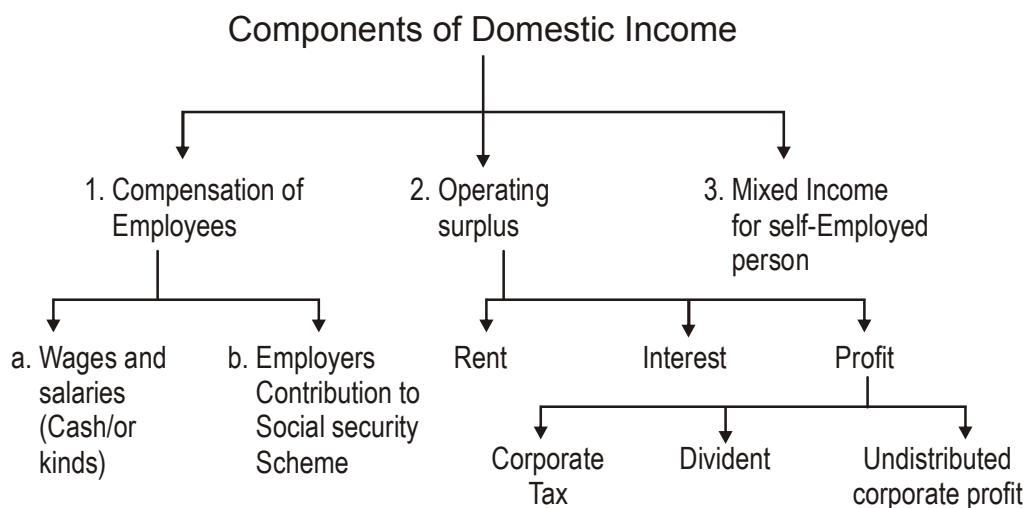 Components of Domestic Income
1. Compensation of
Employees
2. Operating
surplus
3. Mixed Income
for self-Employed
person
a. Wages and
salaries
(Cash/or
kinds)
b. Employers
Contribution to
Social security
Scheme
Rent
Interest
Profit
Corporate
Tax
Divident
Undistributed
corporate profit